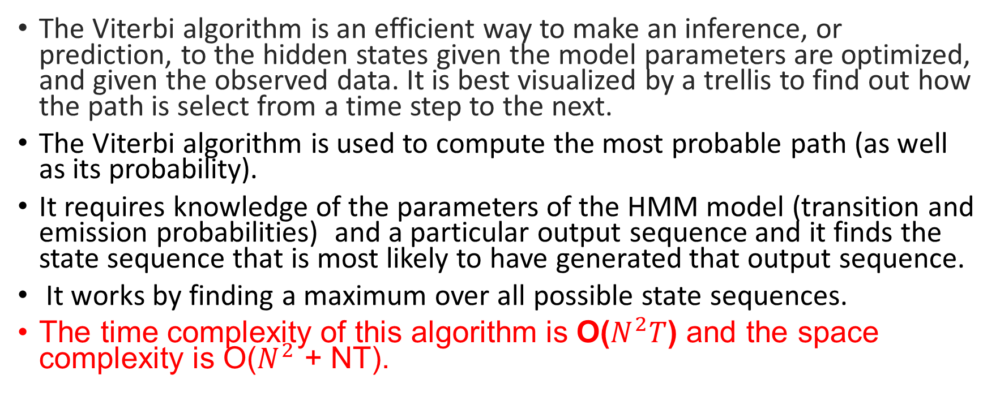 • The Viterbi algorithm is an efficient way to make an inference, or
prediction, to the hidden states given the model parameters are optimized,
and given the observed data. It is best visualized by a trellis to find out how
the path is select from a time step to the next.
• The Viterbi algorithm is used to compute the most probable path (as well
as its probability).
• It requires knowledge of the parameters of the HMM model (transition and
emission probabilities)  and a particular output sequence and it finds the
state sequence that is most likely to have generated that output sequence.
•  It works by finding a maximum over all possible state sequences.
• The time complexity of this algorithm is O(𝑁²𝑇) and the space
complexity is O(𝑁² + NT).